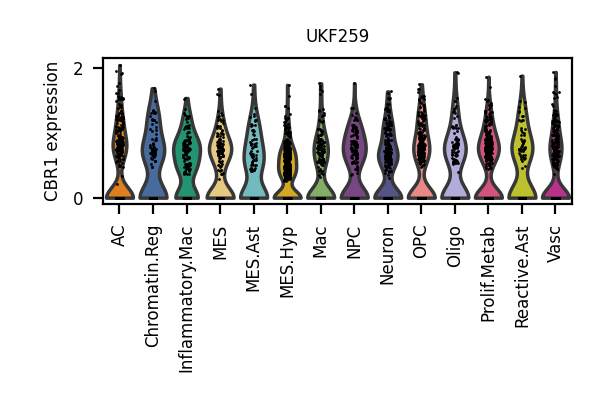 UKF259
CBR1 expression
2
0
AC
Chromatin.Reg
Inflammatory.Mac
MES
MES.Ast
MES.Hyp
Mac
NPC
Neuron
OPC
Oligo
Prolif.Metab
Reactive.Ast
Vasc